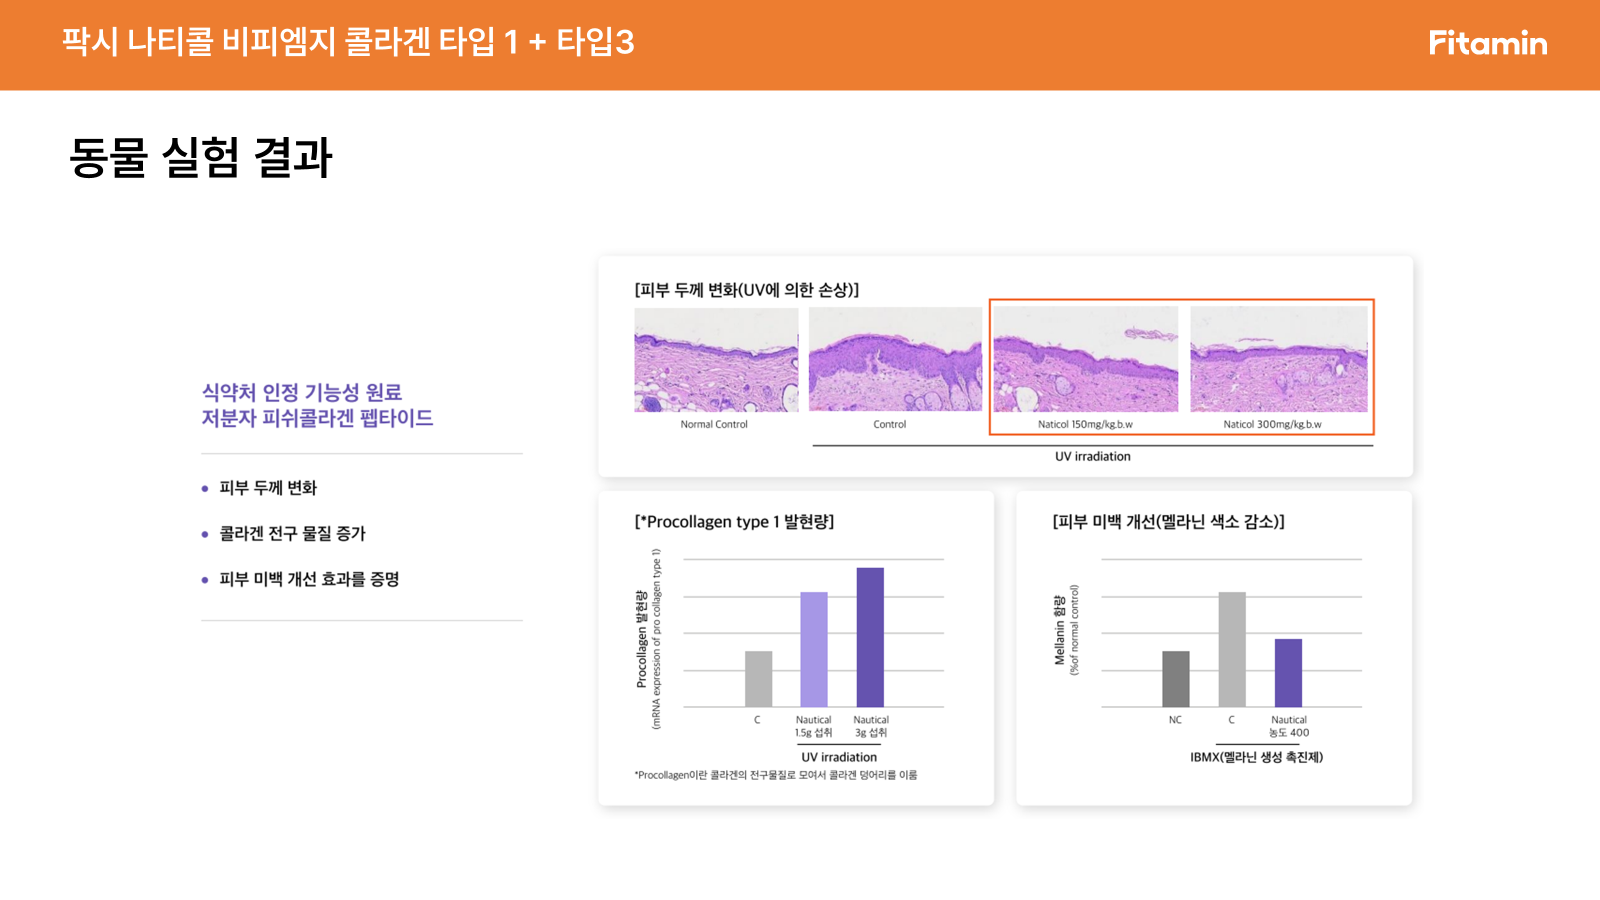 팍시 나티콜 비피엠지 콜라겐 타입 1 + 타입3
Fitamin
동물 실험 결과
식약처 인정 기능성 원료
저분자 피쉬콜라겐 펩타이드
피부 두께 변화
콜라겐 전구 물질 증가
피부 미백 개선 효과를 증명
[피부 두께 변화(UV에 의한 손상)]
Normal Control
Control
Naticol 150mg/kg.b.w
Naticol 300mg/kg.b.w
UV irradiation
[*Procollagen type 1 발현량]
Procollagen 발현량
(mRNA expression of pro collagen type 1)
C
Nautical
1.5g 섭취
Nautical
3g 섭취
UV irradiation
*Procollagen이란 콜라겐의 전구물질로 모여서 콜라겐 덩어리를 이룸
[피부 미백 개선(멜라닌 색소 감소)]
Mellanin 함량
(%of normal control)
NC
C
Nautical
농도 400
IBMX(멜라닌 생성 촉진제)